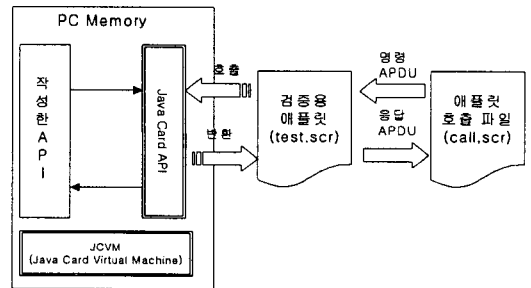 PC Memory
작
성
한
A
P
I
Java Card API
JCVM
(Java Card Virtual Machine)
호출
반환
검증용
애플릿
(test.scr)
명령
APDU
응답
APDU
애플릿
호출 파일
(call.scr)